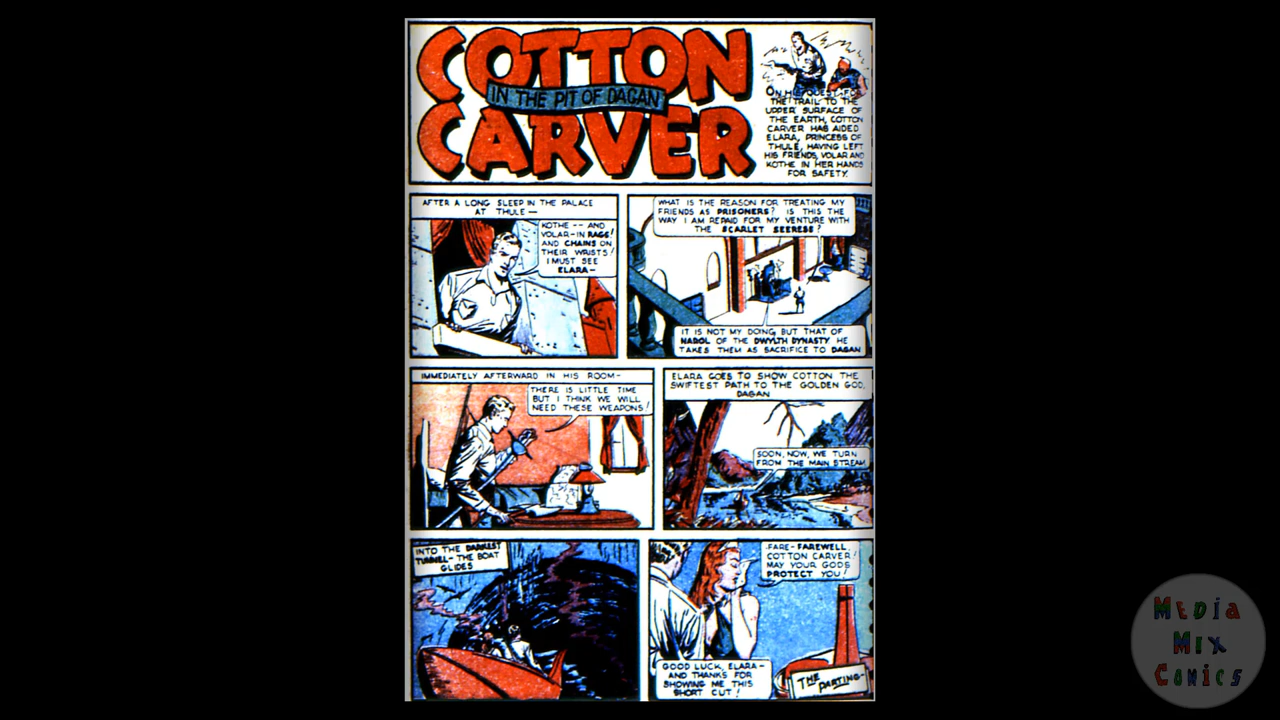 COTTON
IN THE PIT OF DAGAN
CARVER
ON HIS QUEST FOR
THE TRAIL TO THE
UPPER SURFACE OF
THE EARTH, COTTON
CARVER HAS AIDED
ELARA, PRINCESS OF
THULE, HAVING LEFT
HIS FRIENDS, VOLAR AND
KOTHE IN HER HANDS
FOR SAFETY.
AFTER A LONG SLEEP IN THE PALACE
AT THULE—
KOTHE -- AND
VOLAR-IN RAGS!
AND CHAINS ON
THEIR WRISTS!
I MUST SEE
ELARA-
WHAT IS THE REASON FOR TREATING MY
FRIENDS AS PRISONERS? IS THIS THE
WAY I AM REPAID FOR MY VENTURE WITH
THE SCARLET SEERESS?
IT IS NOT MY DOING BUT THAT OF
NAROL OF THE DWYLTH DYNASTY HE
TAKES THEM AS SACRIFICE TO DAGAN
IMMEDIATELY AFTERWARD IN HIS ROOM-
THERE IS LITTLE TIME
BUT I THINK WE WILL
NEED THESE WEAPONS!
ELARA GOES TO SHOW COTTON THE
SWIFTEST PATH TO THE GOLDEN GOD,
DAGAN
SOON, NOW, WE TURN
FROM THE MAIN STREAM
INTO THE DARKEST
TUNNEL- THE BOAT
GLIDES
FARE-FAREWELL,
COTTON CARVER!
MAY YOUR GODS
PROTECT YOU!
GOOD LUCK, ELARA-
AND THANKS FOR
SHOWING ME THIS
SHORT CUT!
THE PARTING-
MEDiA
MiX
COMiCS